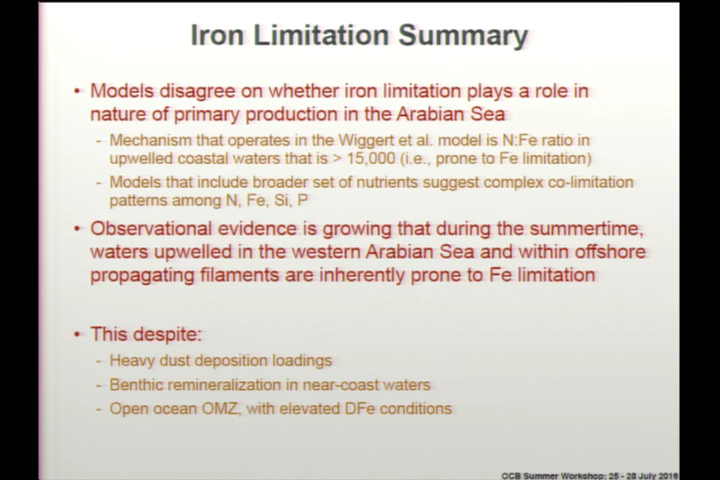 Iron Limitation Summary
• Models disagree on whether iron limitation plays a role in
nature of primary production in the Arabian Sea
- Mechanism that operates in the Wiggert et al. model is N:Fe ratio in
upwelled coastal waters that is > 15,000 (i.e., prone to Fe limitation)
- Models that include broader set of nutrients suggest complex co-limitation
patterns among N, Fe, Si, P
• Observational evidence is growing that during the summertime,
waters upwelled in the western Arabian Sea and within offshore
propagating filaments are inherently prone to Fe limitation
• This despite:
- Heavy dust deposition loadings
- Benthic remineralization in near-coast waters
- Open ocean OMZ, with elevated DFe conditions
OCB Summer Workshop: 25 - 28 July 2016